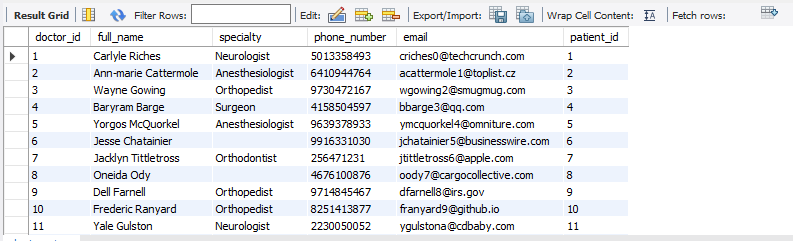 Result Grid Filter Rows: Edit: Export/Import: Wrap Cell Content: Fetch rows:
doctor_id full_name specialty phone_number email patient_id
1 Carlyle Riches Neurologist 5013358493 criches0@techcrunch.com 1
2 Ann-marie Cattermole Anesthesiologist 6410944764 acattermole1@toplist.cz 2
3 Wayne Gowing Orthopedist 9730472167 wgowing2@smugmug.com 3
4 Baryram Barge Surgeon 4158504597 bbarge3@qq.com 4
5 Yorgos McQuorkel Anesthesiologist 9639378933 ymcquorkel4@omniture.com 5
6 Jesse Chatainier 9916331030 jchatainier5@businesswire.com 6
7 Jacklyn Tittletross Orthodontist 256471231 jtittletross6@apple.com 7
8 Oneida Ody 4676100876 oody7@cargocollective.com 8
9 Dell Farnell Orthopedist 9714845467 dfarnell8@irs.gov 9
10 Frederic Ranyard Orthopedist 8251413877 franyard9@github.io 10
11 Yale Gulston Neurologist 2230050052 ygulstona@cdbaby.com 11